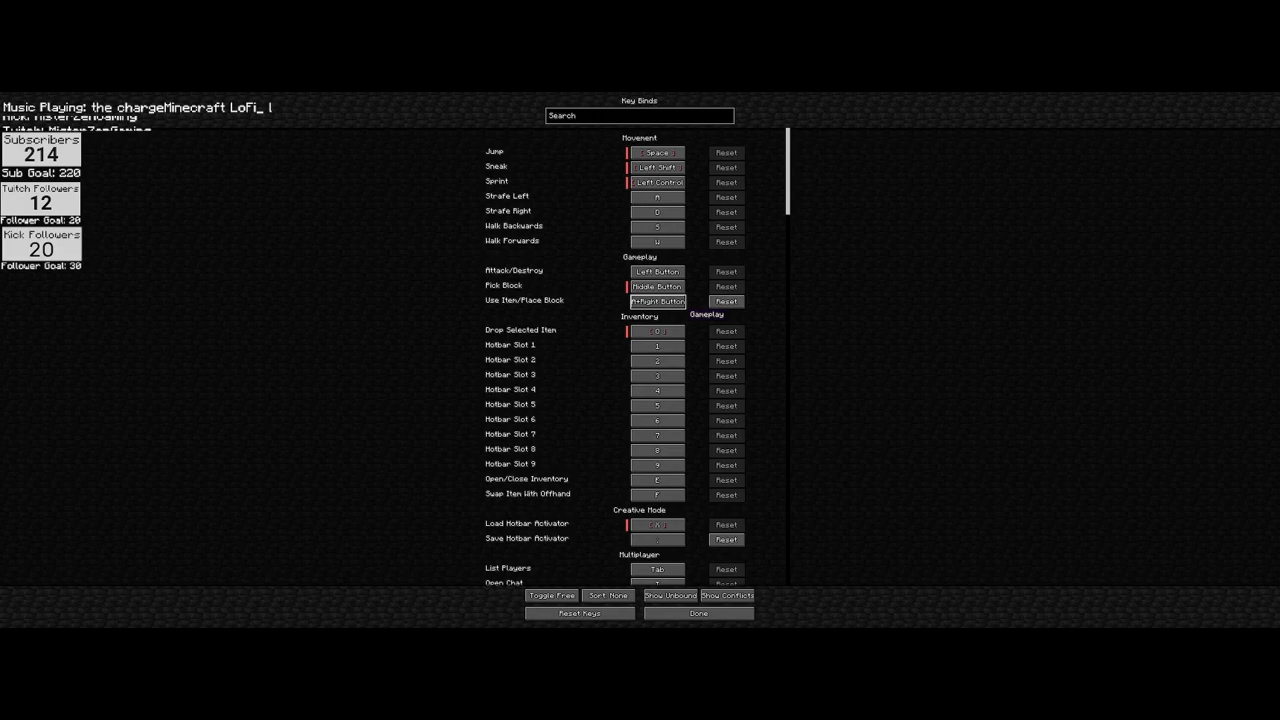 Key Binds
Music Playing: the chargeMinecraft LoFi_ l
Search
Kick: MisterZenGaming
Twitch: MisterZenGaming
Subscribers
214
Sub Goal: 220
Twitch Followers
12
Follower Goal: 20
Kick Followers
20
Follower Goal: 30
Movement
Jump [ Space ] Reset
Sneak [ Left Shift ] Reset
Sprint [ Left Control Reset
Strafe Left A Reset
Strafe Right D Reset
Walk Backwards S Reset
Walk Forwards W Reset
Gameplay
Attack/Destroy Left Button Reset
Pick Block Middle Button Reset
Use Item/Place Block A+Right Button Reset
Gameplay
Inventory
Drop Selected Item Reset
Hotbar Slot 1 1 Reset
Hotbar Slot 2 2 Reset
Hotbar Slot 3 3 Reset
Hotbar Slot 4 4 Reset
Hotbar Slot 5 5 Reset
Hotbar Slot 6 6 Reset
Hotbar Slot 7 7 Reset
Hotbar Slot 8 8 Reset
Hotbar Slot 9 9 Reset
Open/Close Inventory E Reset
Swap Item With Offhand F Reset
Creative Mode
Load Hotbar Activator [ X ] Reset
Save Hotbar Activator Reset
Multiplayer
List Players Tab Reset
Open Chat T Reset
Toggle Free Sort: None Show Unbound Show Conflicts
Reset Keys Done